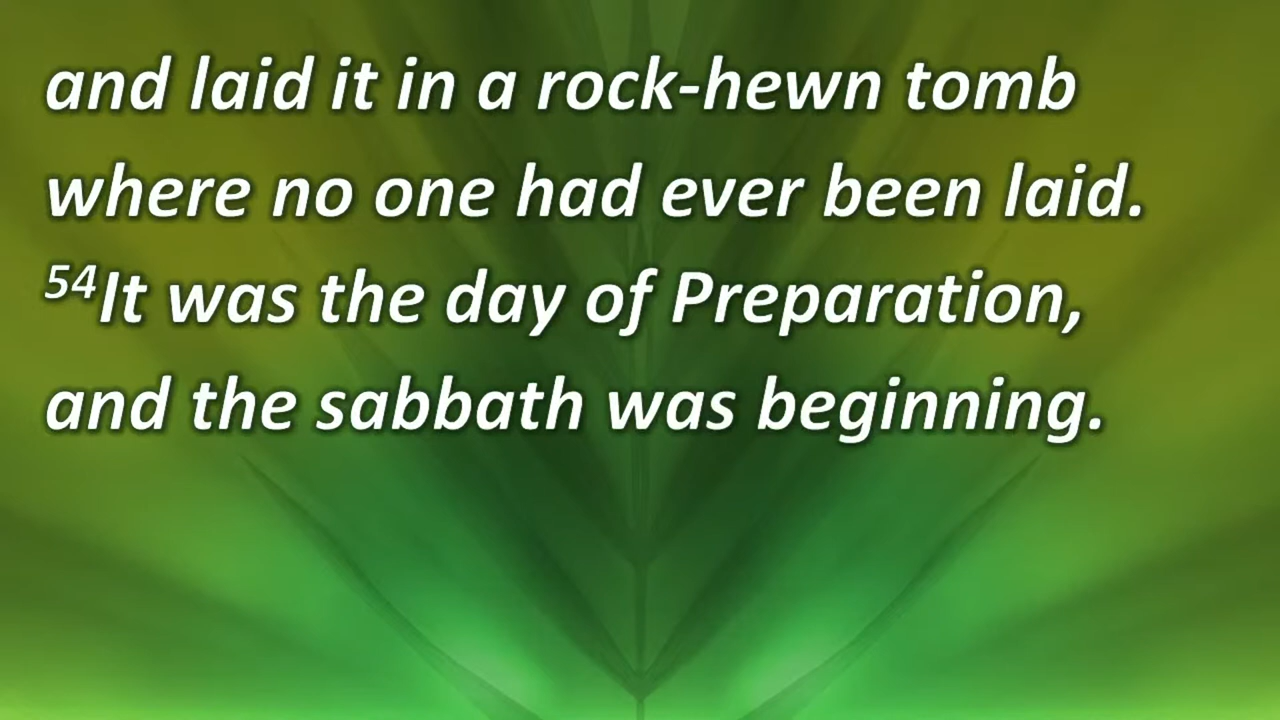 and laid it in a rock-hewn tomb
where no one had ever been laid.
⁵⁴It was the day of Preparation,
and the sabbath was beginning.